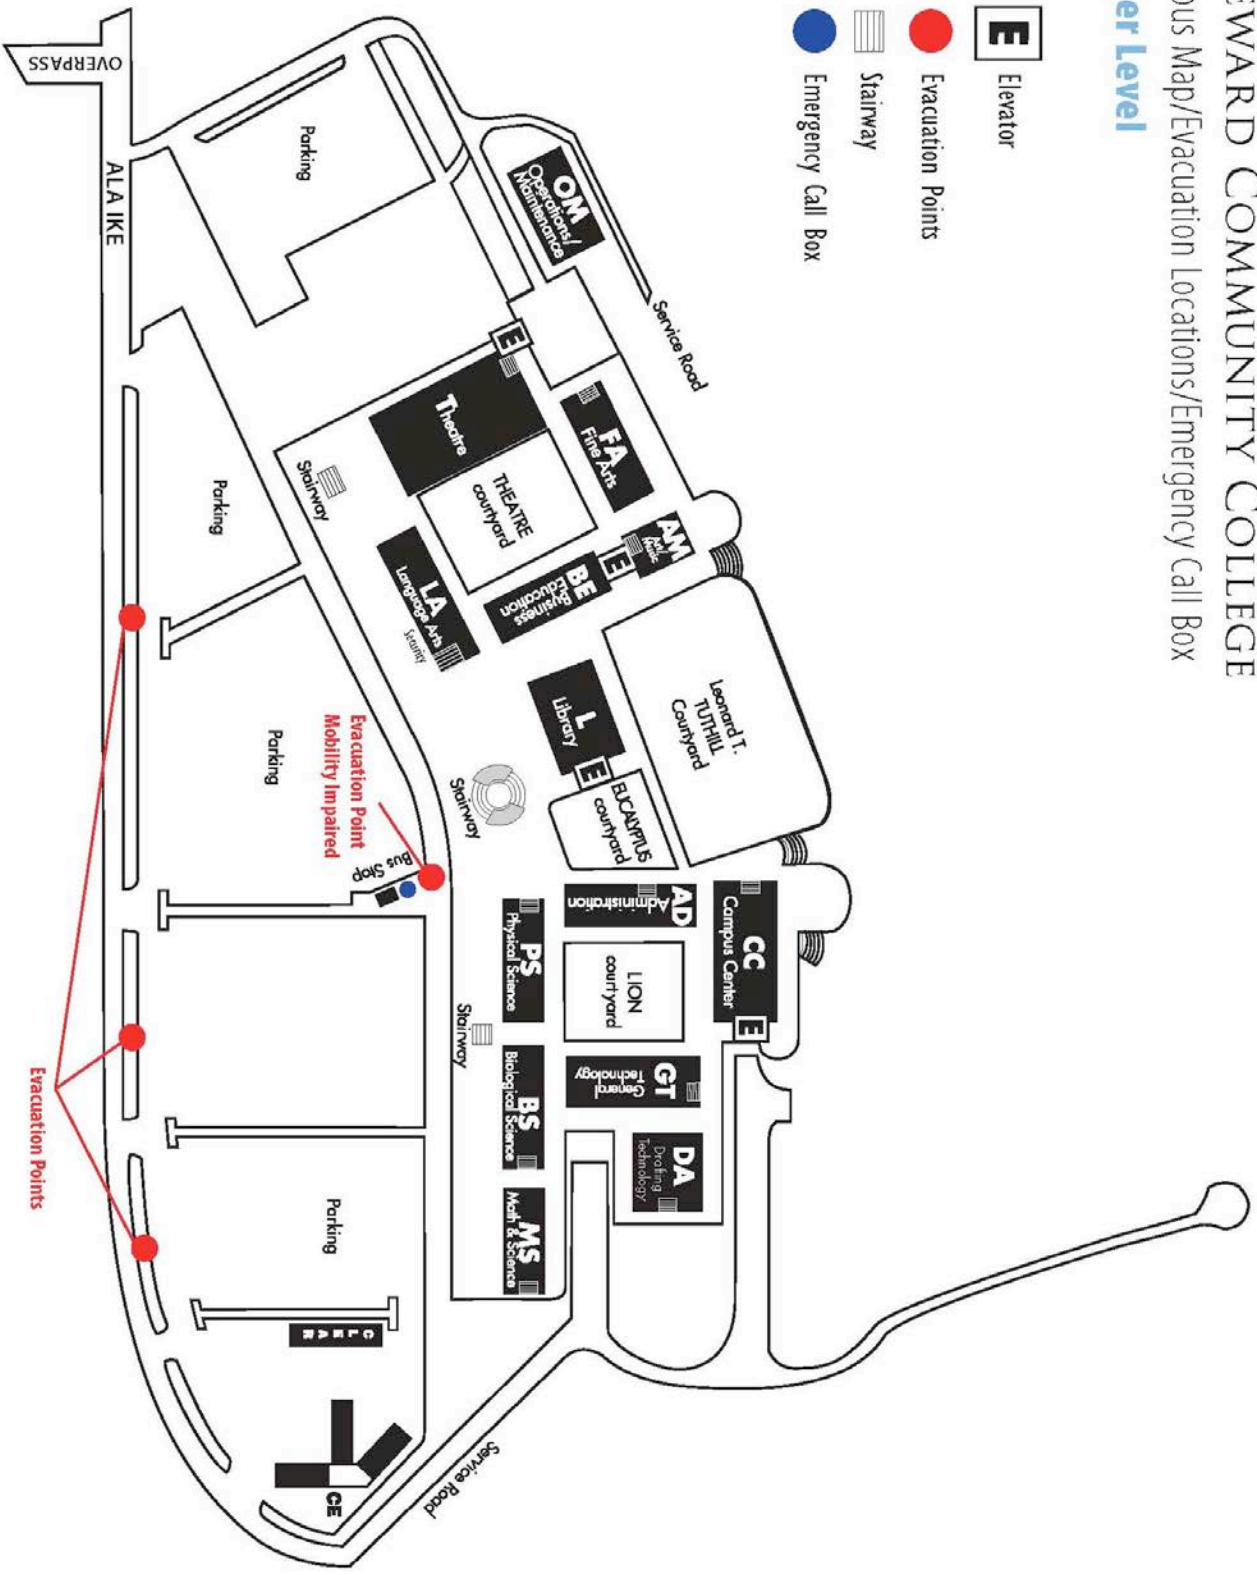 EWARD COMMUNITY COLLEGE
ous Map/Evacuation Locations/Emergency Call Box
er Level
E
Elevator
Evacuation Points
Stairway
Emergency Call Box
OVERPASS
ALA IKE
Parking
OM
Operations/
Maintenance
Service Road
E
Theatre
THEATRE
courtyard
FA
Fine Arts
AM
Art/
Music
E
BE
Business
Education
Stairway
LA
Language Arts
Security
Parking
Leonard T.
TUTHILL
Courtyard
L
Library
E
EUCALYPTUS
courtyard
Stairway
Parking
Evacuation Point
Mobility Impaired
Bus Stop
AD
Administration
CC
Campus Center
E
PS
Physical Science
LION
courtyard
Stairway
GT
General
Technology
BS
Biological Science
DA
Drafting
Technology
MS
Math & Science
Parking
Evacuation Points
C L E A R
CE
Service Road